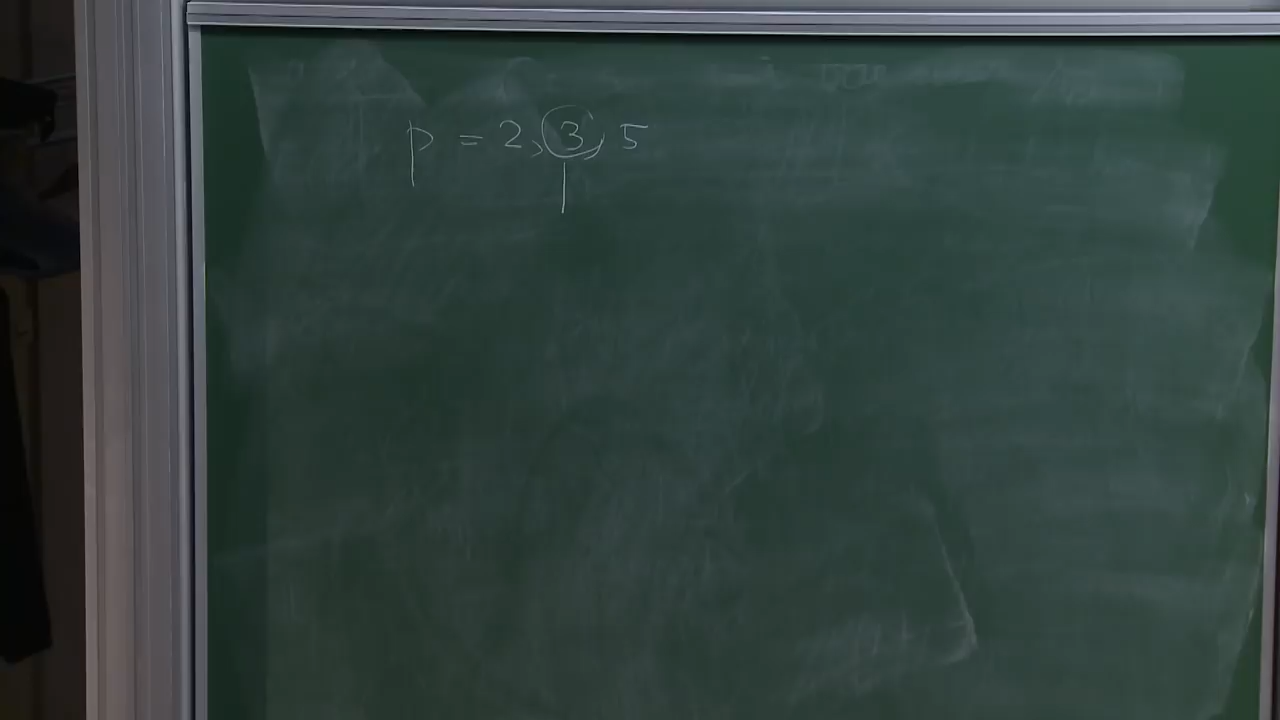 p = 2, 3, 5